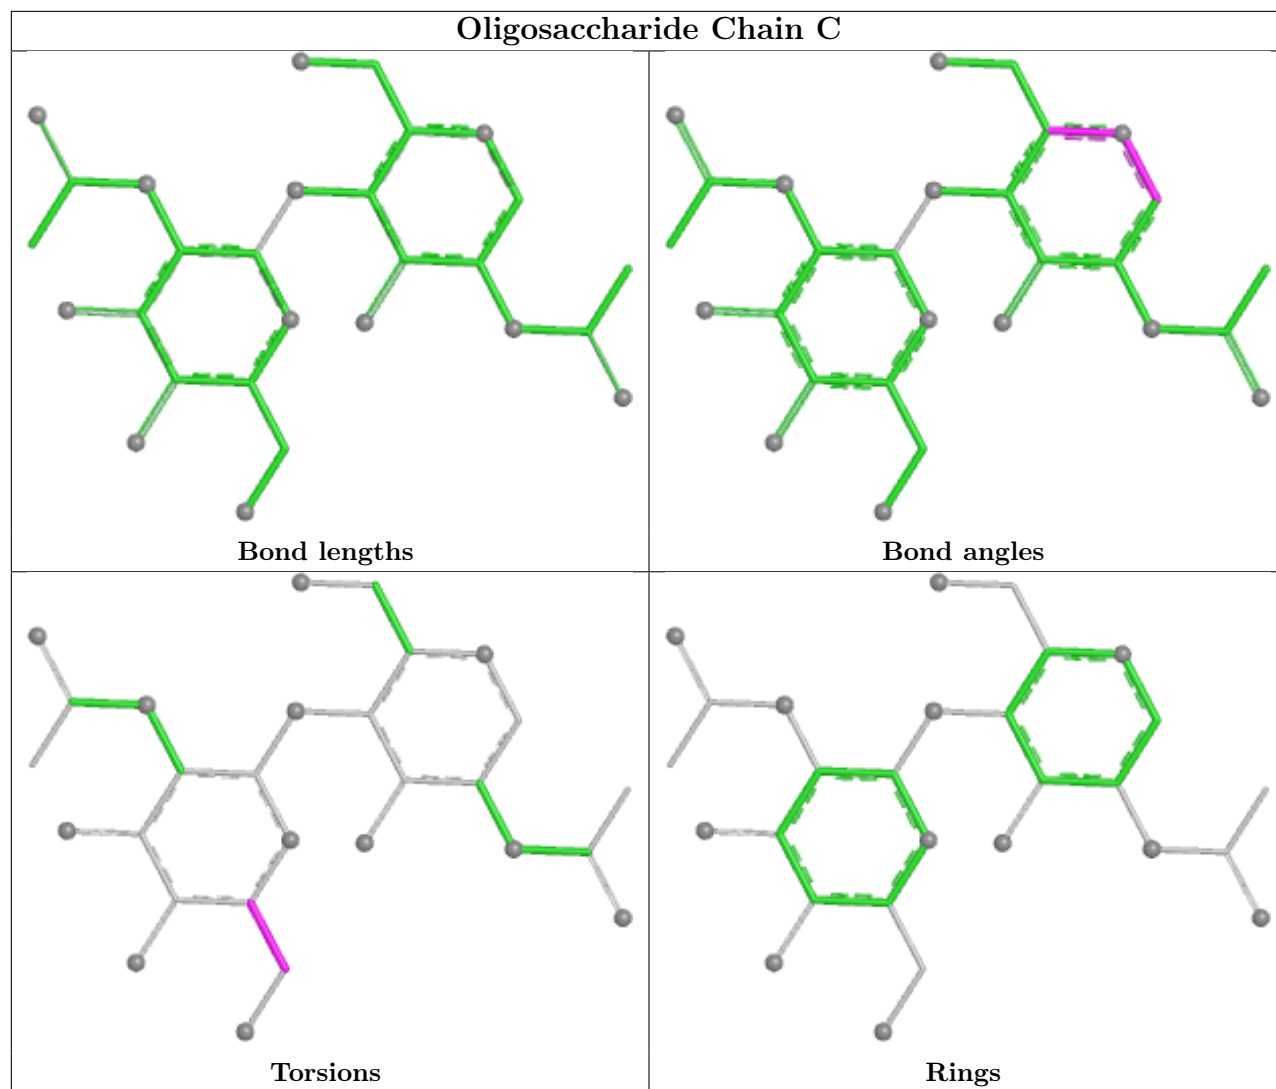 Oligosaccharide Chain C
Bond lengths
Bond angles
Torsions
Rings